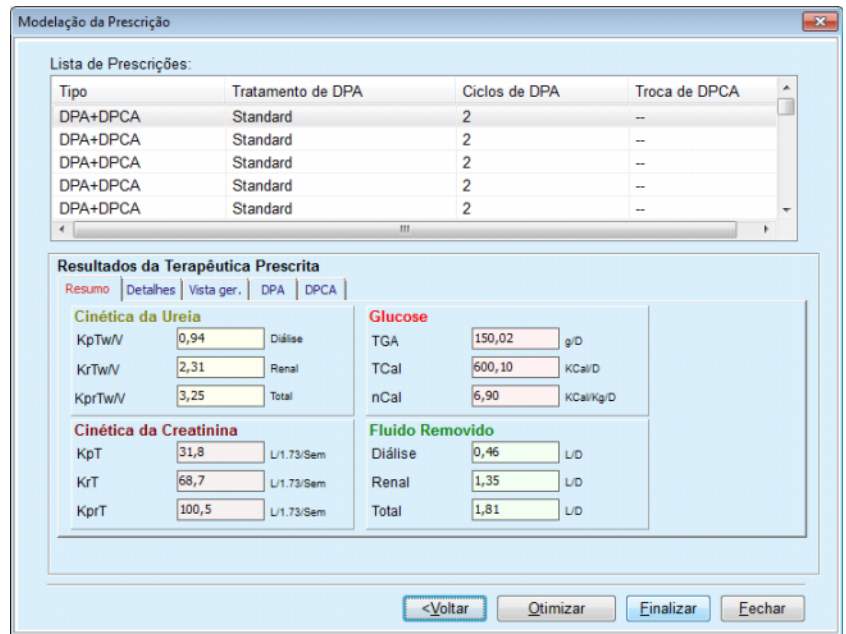 Modelação da Prescrição
Lista de Prescrições:
Tipo Tratamento de DPA Ciclos de DPA Troca de DPCA
DPA+DPCA Standard 2 --
DPA+DPCA Standard 2 --
DPA+DPCA Standard 2 --
DPA+DPCA Standard 2 --
DPA+DPCA Standard 2 --
Resultados da Terapêutica Prescrita
Resumo Detalhes Vista ger. DPA DPCA
Cinética da Ureia
KpTw/V 0,94 Diálise
KrTw/V 2,31 Renal
KprTw/V 3,25 Total
Glucose
TGA 150,02 g/D
TCal 600,10 KCal/D
nCal 6,90 KCal/Kg/D
Cinética da Creatinina
KpT 31,8 L/1.73/Sem
KrT 68,7 L/1.73/Sem
KprT 100,5 L/1.73/Sem
Fluido Removido
Diálise 0,46 L/D
Renal 1,35 L/D
Total 1,81 L/D
<Voltar Otimizar Finalizar Fechar